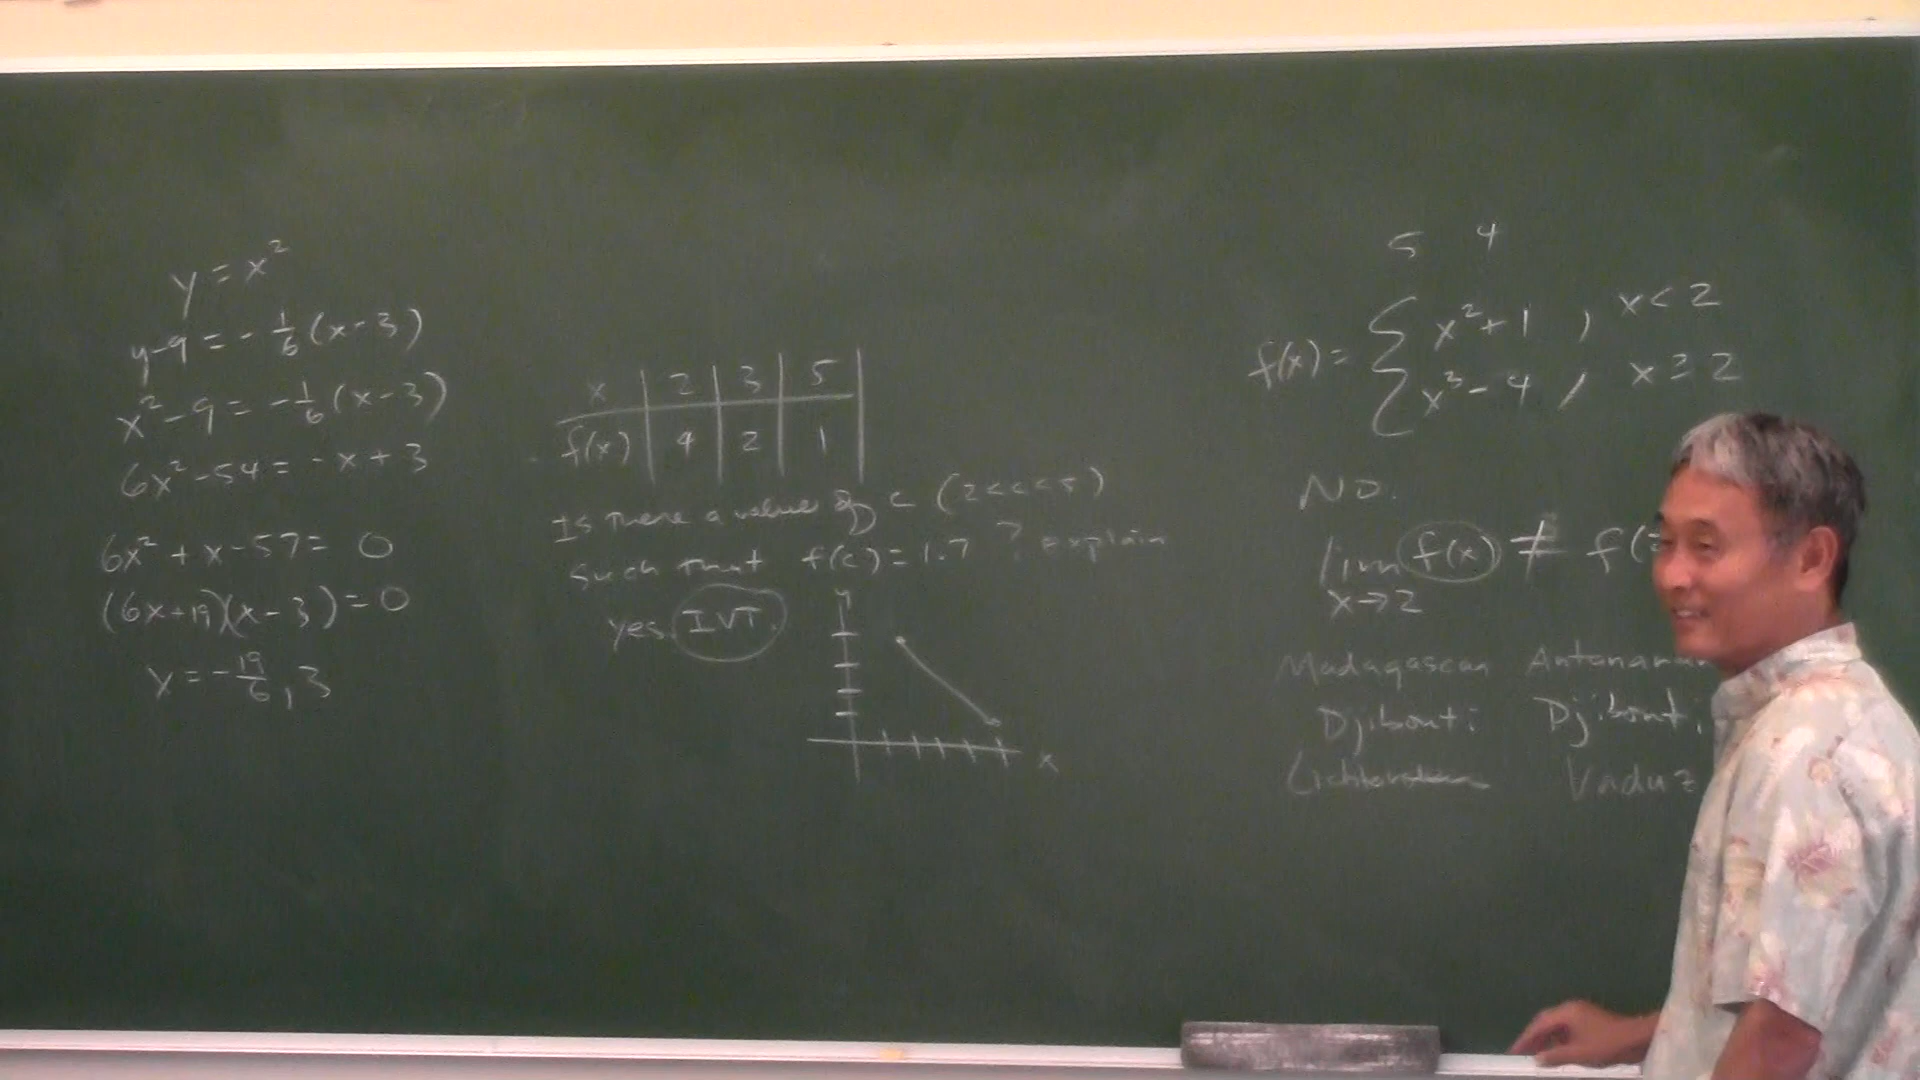 y = x²
y-9 = -1/6 (x-3)
x²-9 = -1/6 (x-3)
6x²-54 = -x+3
6x² + x-57 = 0
(6x+19)(x-3) = 0
x = -19/6, 3
x 2 3 5
f(x) 4 2 1
Is there a value of c (2<c<5)
such that f(c) = 1.7 ? explain
yes IVT.
y
x
5 4
f(x) = { x²+1 , x < 2
x³-4 , x ≥ 2
NO.
lim f(x) ≠ f(
x→2
Madagascar Antanana
Djibouti Djibouti
Vaduz